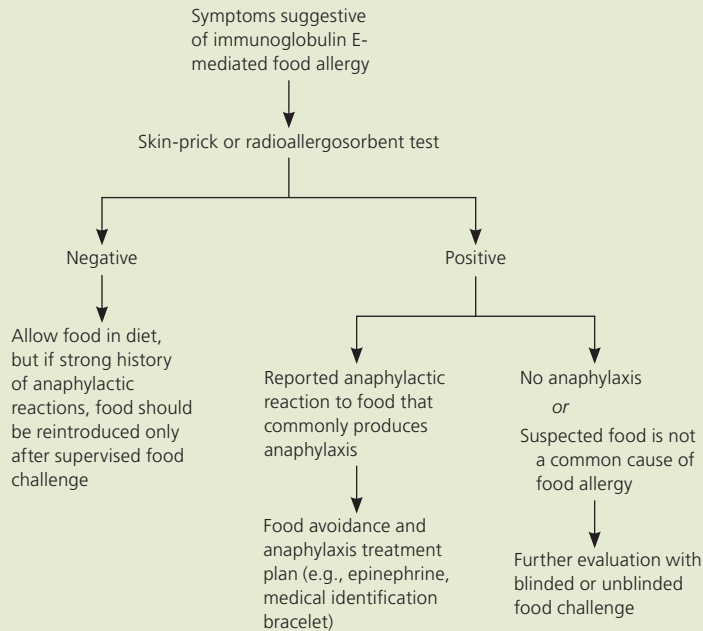 Symptoms suggestive
of immunoglobulin E-
mediated food allergy
Skin-prick or radioallergosorbent test
Negative
Positive
Allow food in diet,
but if strong history
of anaphylactic
reactions, food should
be reintroduced only
after supervised food
challenge
Reported anaphylactic
reaction to food that
commonly produces
anaphylaxis
No anaphylaxis
or
Suspected food is not
a common cause of
food allergy
Food avoidance and
anaphylaxis treatment
plan (e.g., epinephrine,
medical identification
bracelet)
Further evaluation with
blinded or unblinded
food challenge